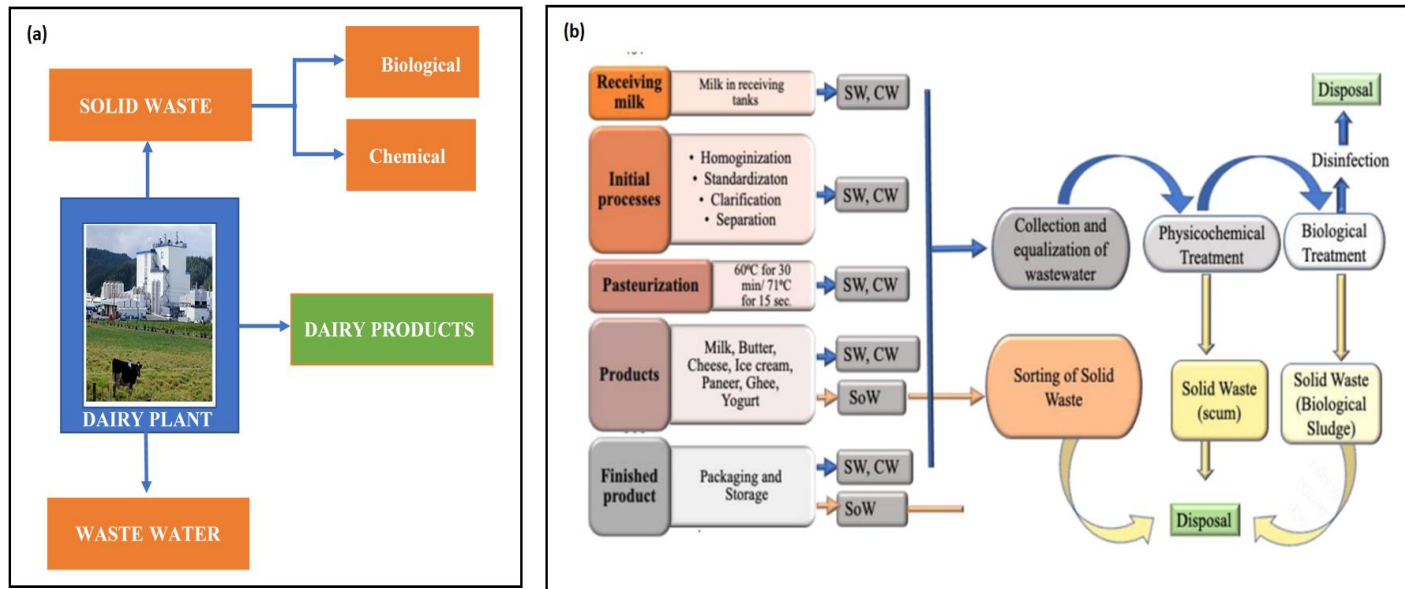 (a)
SOLID WASTE
Biological
Chemical
DAIRY PLANT
DAIRY PRODUCTS
WASTE WATER
(b)
Receiving
milk
Milk in receiving
tanks
SW, CW
Initial
processes
• Homoginization
• Standardizaton
• Clarification
• Separation
SW, CW
Pasteurization
60ºC for 30
min/ 71ºC
for 15 sec.
SW, CW
Products
Milk, Butter,
Cheese, Ice cream,
Paneer, Ghee,
Yogurt
SW, CW
SoW
Finished
product
Packaging and
Storage
SW, CW
SoW
Collection and
equalization of
wastewater
Physicochemical
Treatment
Biological
Treatment
Disinfection
Disposal
Sorting of Solid
Waste
Solid Waste
(scum)
Solid Waste
(Biological
Sludge)
Disposal